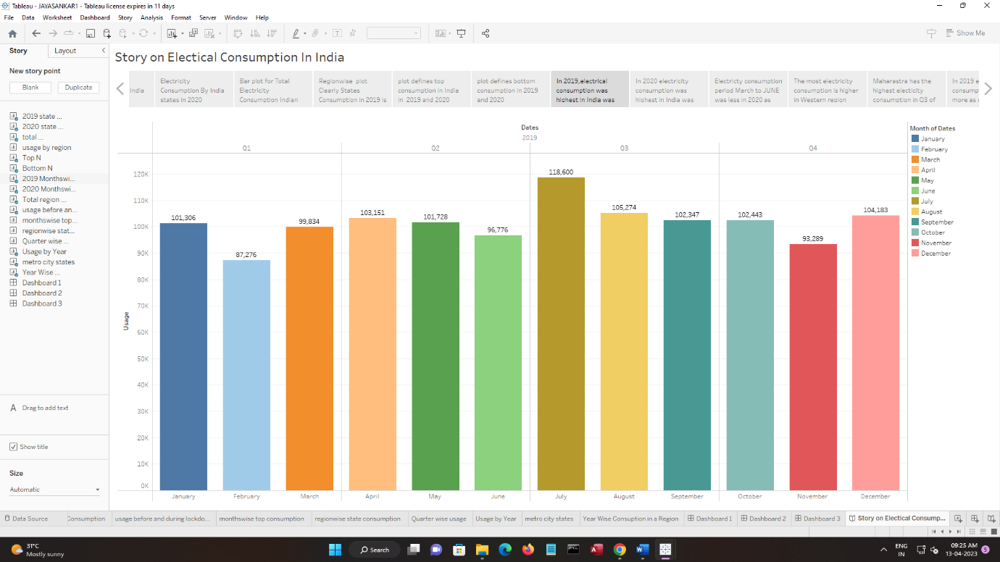 Tableau - JAYASANKAR1 - Tableau license expires in 11 days
File Data Worksheet Dashboard Story Analysis Format Server Window Help
Show Me
Story Layout
New story point
Blank Duplicate
2019 state ...
2020 state ...
total ...
usage by region
Top N
Bottom N
2019 Monthswi...
2020 Monthswi...
Total region ...
usage before an...
monthswise top...
regionwise stat...
Quarter wise ...
Usage by Year
metro city states
Year Wise ...
Dashboard 1
Dashboard 2
Dashboard 3
A Drag to add text
Show title
Size
Automatic
Story on Electical Consumption In India
India
Electricity
Consumption By India
states in 2020
Bar plot for Total
Electricity
Consumotion Indian
Regionwise plot
Clearly States
Consumption in 2019 is
plot defines top
consumption in India
in 2019 and 2020
plot defines bottom
consumption in 2019
and 2020
In 2019,electrical
consumption was
highest in India was
In 2020 electricity
consumption was
highest in India was
Electricty consumption
period March to JUNE
was less in 2020 as
The most electricity
consumption is higher
in Western region
Maharastra has the
highest electicity
consumption in Q3 of
In 2019 e
consump
more as
Dates
2019
Q1 Q2 Q3 Q4
Usage
120K
110K
100K
90K
80K
70K
60K
50K
40K
30K
20K
10K
0K
101,306
87,276
99,834
103,151
101,728
96,776
118,600
105,274
102,347
102,443
93,289
104,183
January February March April May June July August September October November December
Month of Dates
January
February
March
April
May
June
July
August
September
October
November
December
Data Source Consumption usage before and during lockdo... monthswise top consumption regionwise state consumption Quarter wise usage Usage by Year metro city states Year Wise Consuption in a Region Dashboard 1 Dashboard 2 Dashboard 3 Story on Electical Consump...
31°C
Mostly sunny
Search
ENG
IN
09:25 AM
13-04-2023
5